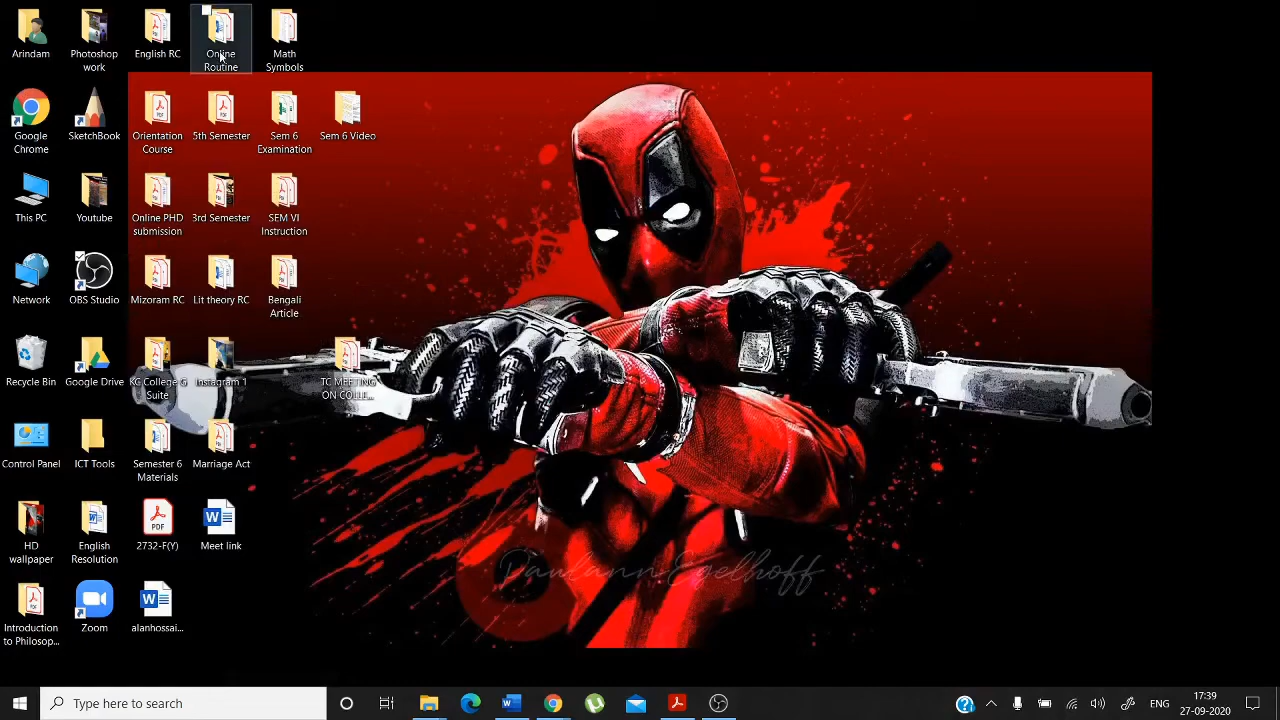 Arindam
Photoshop
work
English RC
Online
Routine
Math
Symbols
Google
Chrome
SketchBook
Orientation
Course
5th Semester
Sem 6
Examination
Sem 6 Video
This PC
Youtube
Online PHD
submission
3rd Semester
SEM VI
Instruction
Network
OBS Studio
Mizoram RC
Lit theory RC
Bengali
Article
Recycle Bin
Google Drive
KC College G
Suite
Instagram 1
TC MEETING
ON COLLE...
Control Panel
ICT Tools
Semester 6
Materials
Marriage Act
HD
wallpaper
English
Resolution
PDF
2732-F(Y)
Meet link
Introduction
to Philosop...
Zoom
alanhossai...
PaulannEgelhoff
Type here to search
ENG
17:39
27-09-2020